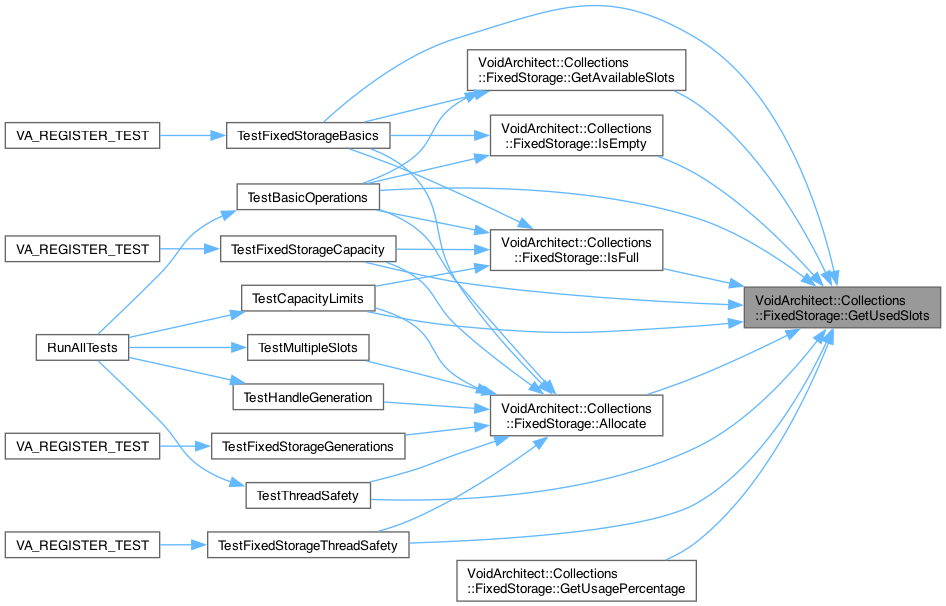 VoidArchitect::Collections
::FixedStorage::GetAvailableSlots
VA_REGISTER_TEST
TestFixedStorageBasics
VoidArchitect::Collections
::FixedStorage::IsEmpty
TestBasicOperations
VA_REGISTER_TEST
TestFixedStorageCapacity
VoidArchitect::Collections
::FixedStorage::IsFull
TestCapacityLimits
VoidArchitect::Collections
::FixedStorage::GetUsedSlots
RunAllTests
TestMultipleSlots
TestHandleGeneration
VoidArchitect::Collections
::FixedStorage::Allocate
VA_REGISTER_TEST
TestFixedStorageGenerations
TestThreadSafety
VA_REGISTER_TEST
TestFixedStorageThreadSafety
VoidArchitect::Collections
::FixedStorage::GetUsagePercentage